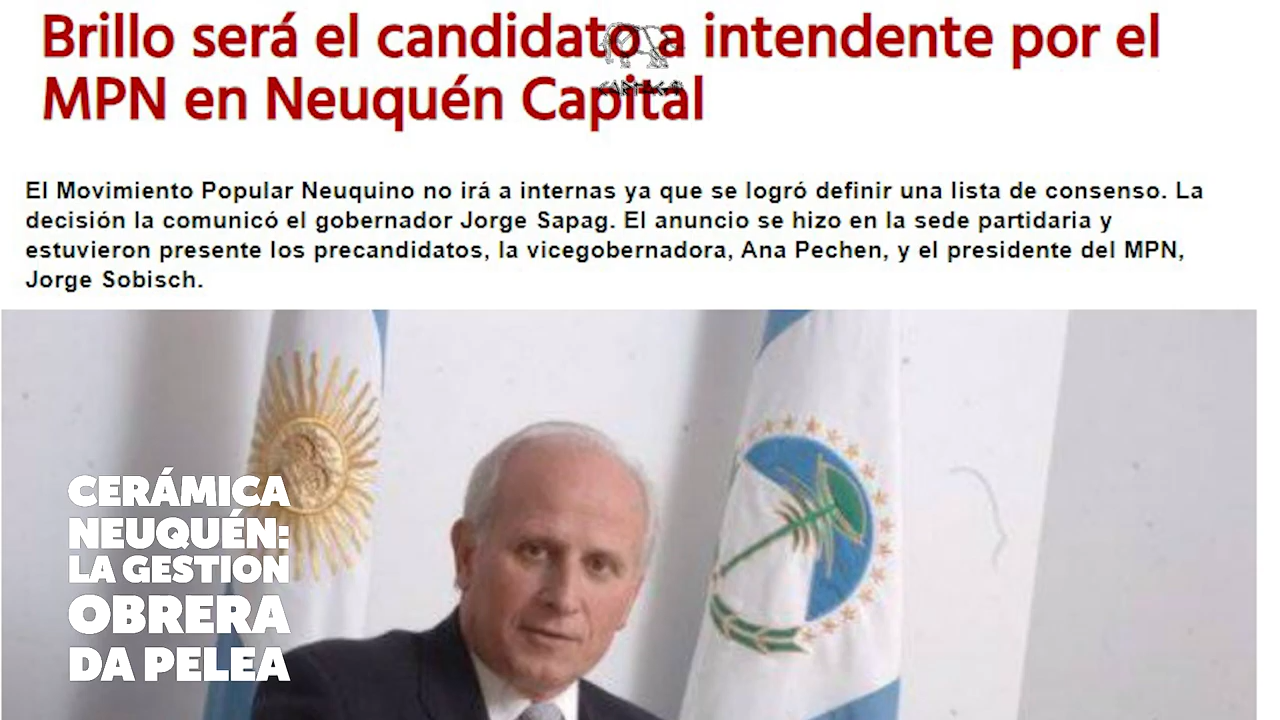 Brillo será el candidato a intendente por el
MPN en Neuquén Capital
El Movimiento Popular Neuquino no irá a internas ya que se logró definir una lista de consenso. La
decisión la comunicó el gobernador Jorge Sapag. El anuncio se hizo en la sede partidaria y
estuvieron presente los precandidatos, la vicegobernadora, Ana Pechen, y el presidente del MPN,
Jorge Sobisch.
CERÁMICA
NEUQUÉN:
LA GESTION
OBRERA
DA PELEA